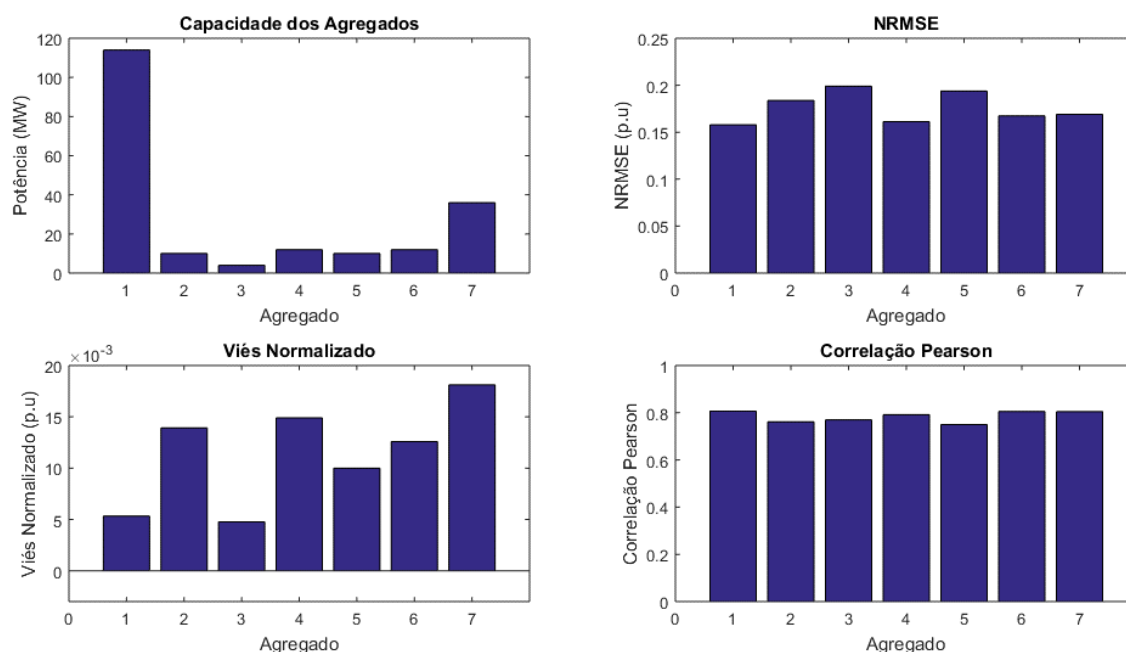 Capacidade dos Agregados
120
100
80
60
40
20
0
Potência (MW)
1 2 3 4 5 6 7
Agregado
NRMSE
0.25
0.2
0.15
0.1
0.05
0
NRMSE (p.u)
0 1 2 3 4 5 6 7
Agregado
Viés Normalizado
×10⁻³
20
15
10
5
0
Viés Normalizado (p.u)
0 1 2 3 4 5 6 7
Agregado
Correlação Pearson
1
0.8
0.6
0.4
0.2
0
Correlação Pearson
0 1 2 3 4 5 6 7
Agregado